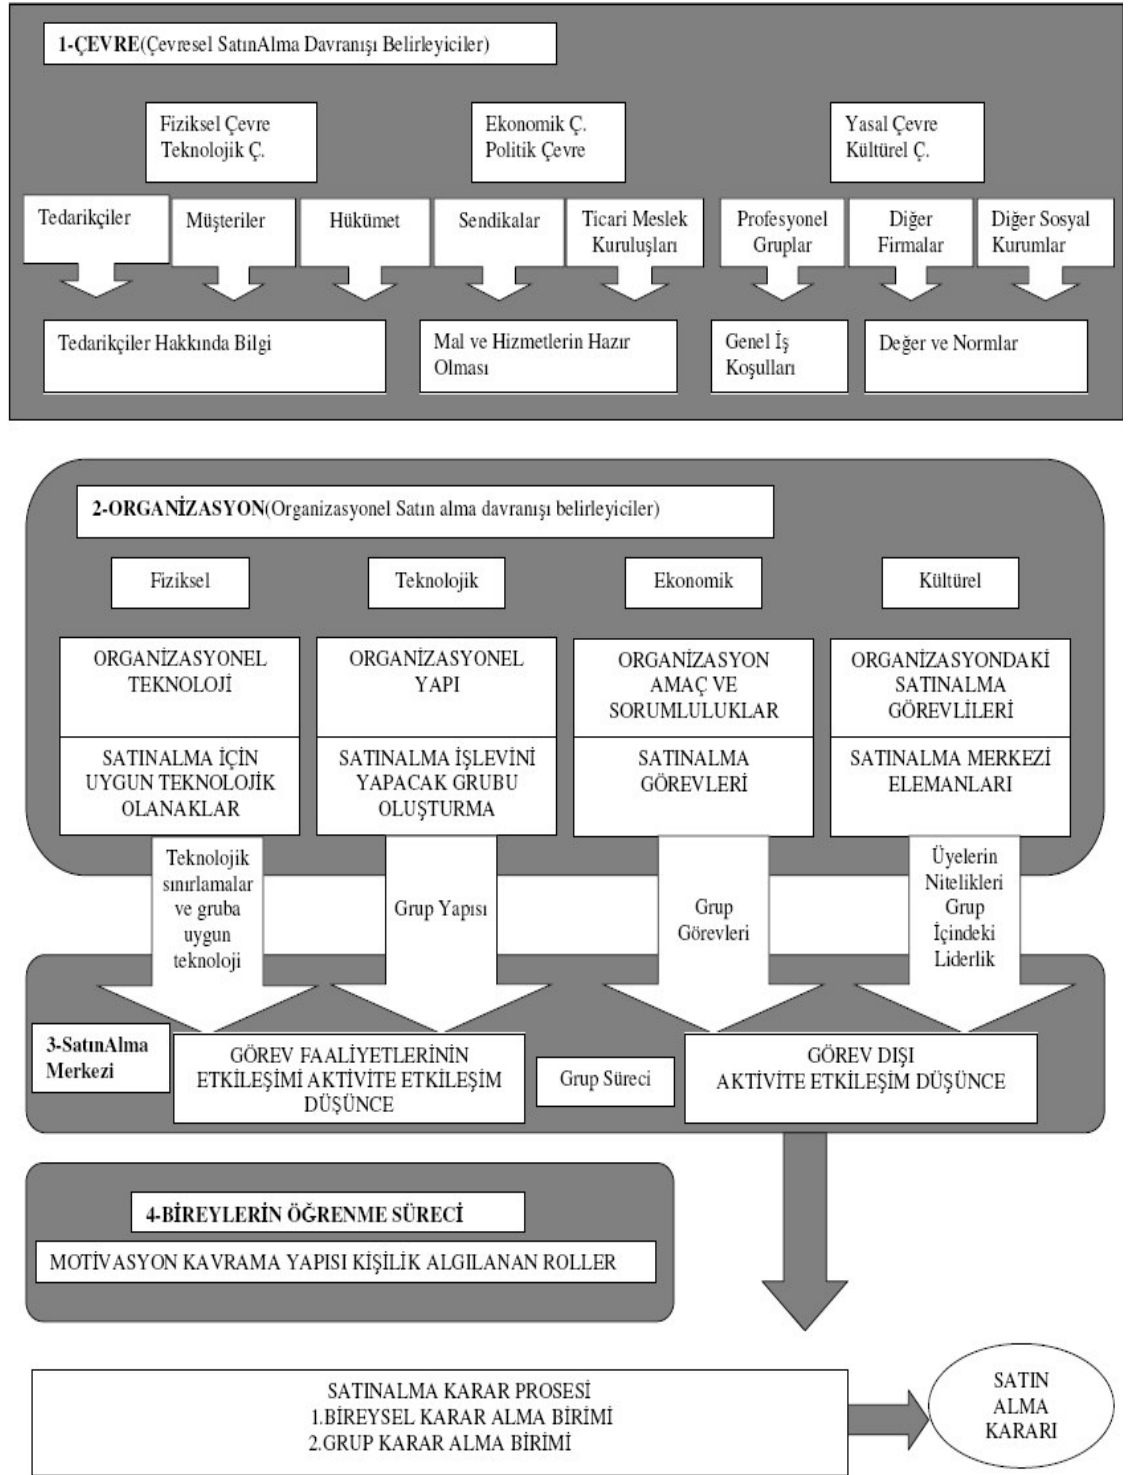 1-ÇEVRE(Çevresel SatınAlma Davranışı Belirleyiciler)
Fiziksel Çevre
Teknolojik Ç.
Ekonomik Ç.
Politik Çevre
Yasal Çevre
Kültürel Ç.
Tedarikçiler
Müşteriler
Hükümet
Sendikalar
Ticari Meslek
Kuruluşları
Profesyonel
Gruplar
Diğer
Firmalar
Diğer Sosyal
Kurumlar
Tedarikçiler Hakkında Bilgi
Mal ve Hizmetlerin Hazır
Olması
Genel İş
Koşulları
Değer ve Normlar
2-ORGANİZASYON(Organizasyonel Satın alma davranışı belirleyiciler)
Fiziksel
Teknolojik
Ekonomik
Kültürel
ORGANİZASYONEL
TEKNOLOJİ
ORGANİZASYONEL
YAPI
ORGANİZASYON
AMAÇ VE
SORUMLULUKLAR
ORGANİZASYONDAKİ
SATINALMA
GÖREVLİLERİ
SATINALMA İÇİN
UYGUN TEKNOLOJİK
OLANAKLAR
SATINALMA İŞLEVİNİ
YAPACAK GRUBU
OLUŞTURMA
SATINALMA
GÖREVLERİ
SATINALMA MERKEZİ
ELEMANLARI
Teknolojik
sınırlamalar
ve gruba
uygun
teknoloji
Grup Yapısı
Grup
Görevleri
Üyelerin
Nitelikleri
Grup
İçindeki
Liderlik
3-SatınAlma
Merkezi
GÖREV FAALİYETLERİNİN
ETKİLEŞİMİ AKTİVİTE ETKİLEŞİM
DÜŞÜNCE
Grup Süreci
GÖREV DIŞI
AKTİVİTE ETKİLEŞİM DÜŞÜNCE
4-BİREYLERİN ÖĞRENME SÜRECİ
MOTİVASYON KAVRAMA YAPISI KİŞİLİK ALGILANAN ROLLER
SATINALMA KARAR PROSESİ
1.BİREYSEL KARAR ALMA BİRİMİ
2.GRUP KARAR ALMA BİRİMİ
SATIN
ALMA
KARARI